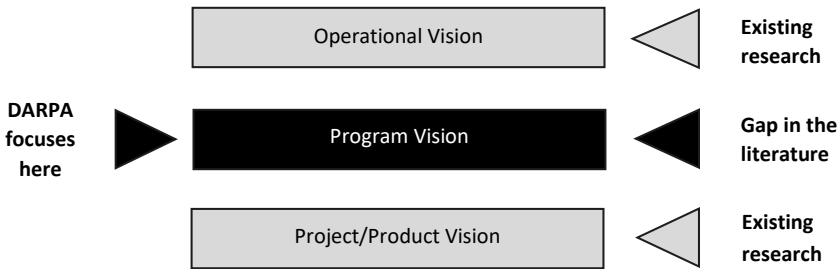 Operational Vision
Existing
research
DARPA
focuses
here
Program Vision
Gap in the
literature
Project/Product Vision
Existing
research